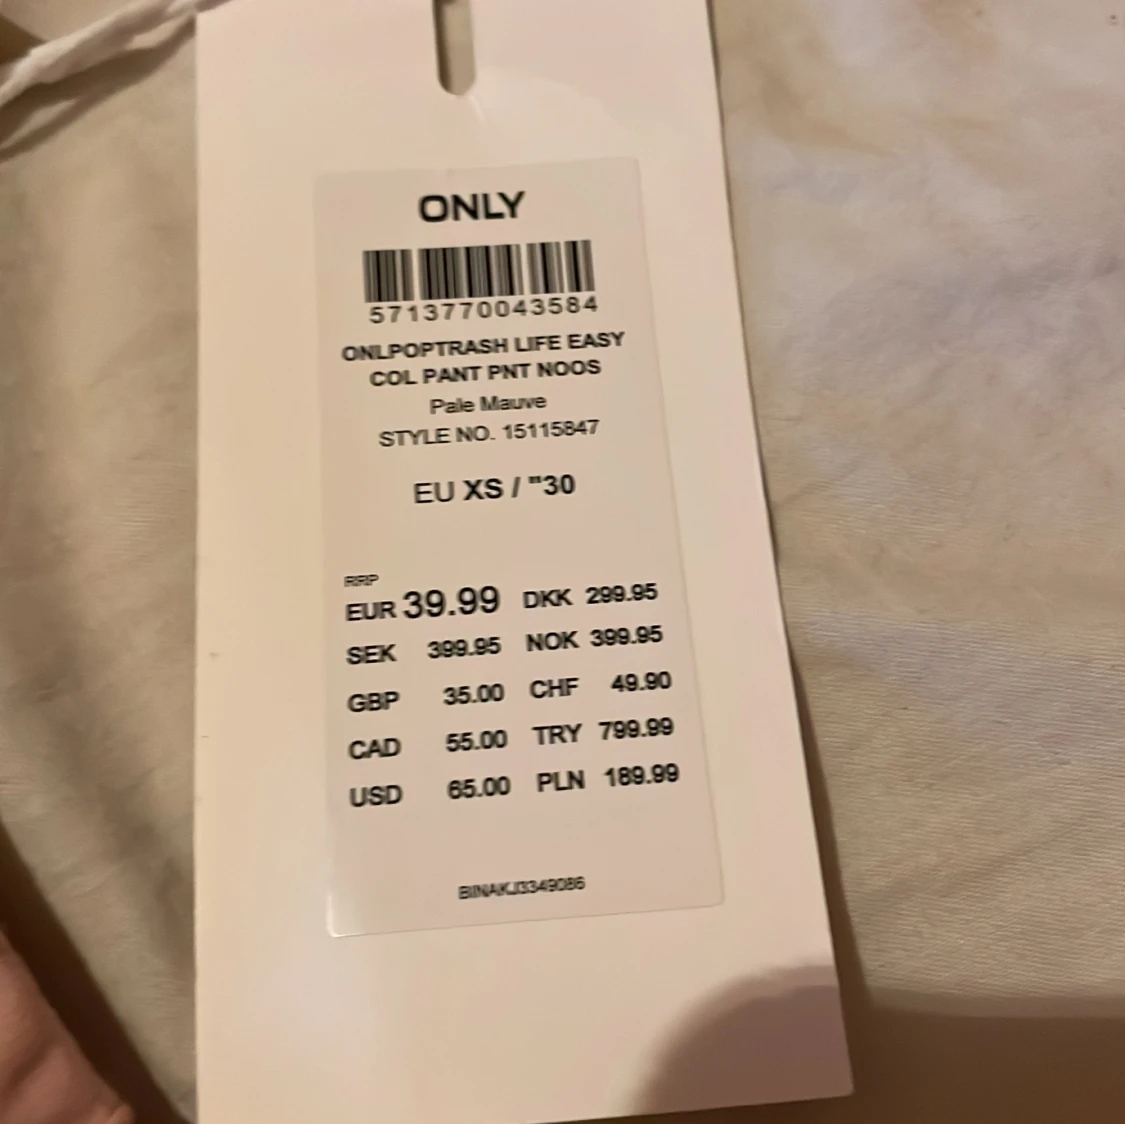 ONLY
5713770043584
ONLPOPTRASH LIFE EASY
COL PANT PNT NOOS
Pale Mauve
STYLE NO. 15115847
EU XS / "30
RRP
EUR 39.99 DKK 299.95
SEK 399.95 NOK 399.95
GBP 35.00 CHF 49.90
CAD 55.00 TRY 799.99
USD 65.00 PLN 189.99
BINAKJ3349086